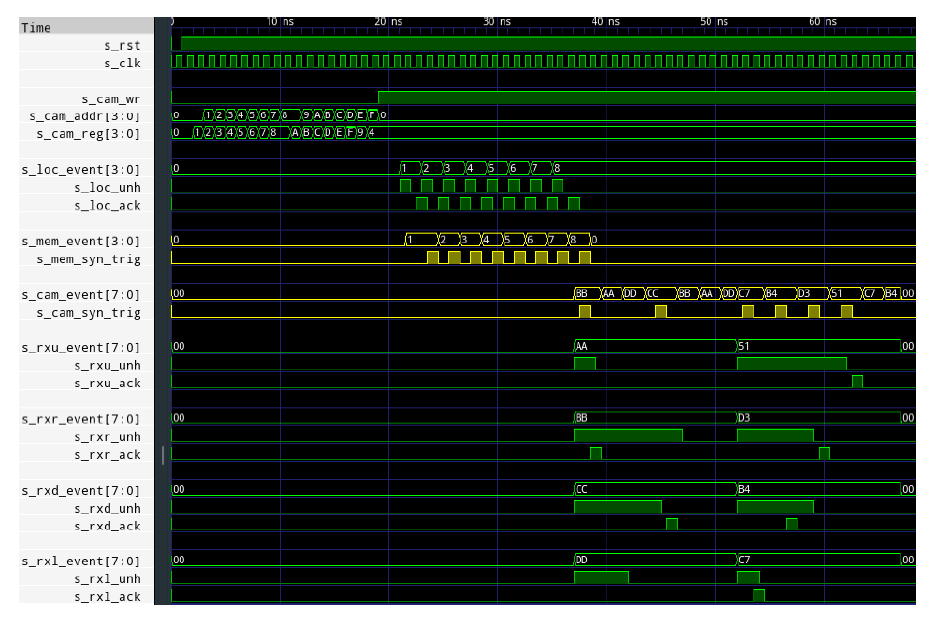 Time 0 10 ns 20 ns 30 ns 40 ns 50 ns 60 ns
s_rst
s_clk
s_cam_wr
s_cam_addr[3:0] 0 1 2 3 4 5 6 7 8 9 A B C D E F 0
s_cam_reg[3:0] 0 1 2 3 4 5 6 7 8 A B C D E F 9 4
s_loc_event[3:0] 0 1 2 3 4 5 6 7 8
s_loc_unh
s_loc_ack
s_mem_event[3:0] 0 1 2 3 4 5 6 7 8 0
s_mem_syn_trig
s_cam_event[7:0] 00 BB AA DD CC BB AA DD C7 B4 D3 51 C7 B4 00
s_cam_syn_trig
s_rxu_event[7:0] 00 AA 51 00
s_rxu_unh
s_rxu_ack
s_rxr_event[7:0] 00 BB D3 00
s_rxr_unh
s_rxr_ack
s_rxd_event[7:0] 00 CC B4 00
s_rxd_unh
s_rxd_ack
s_rxl_event[7:0] 00 DD C7 00
s_rxl_unh
s_rxl_ack